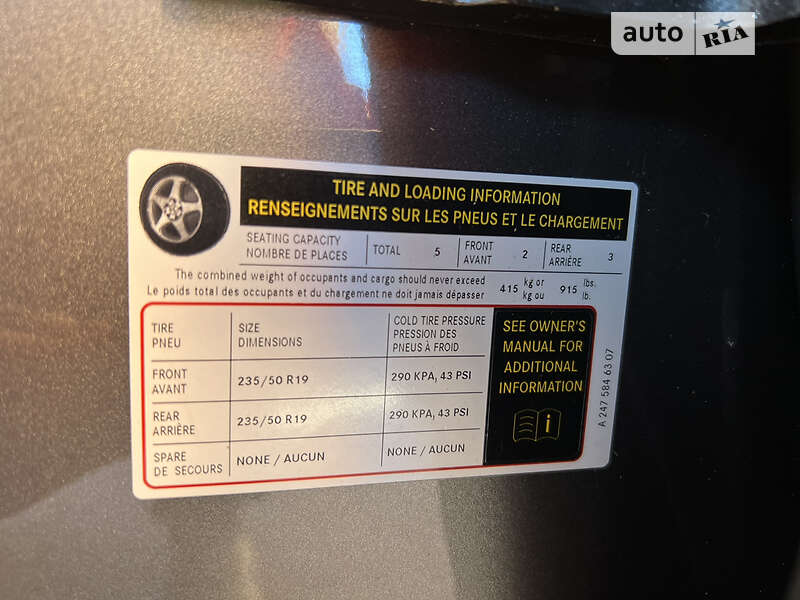 auto RIA
TIRE AND LOADING INFORMATION
RENSEIGNEMENTS SUR LES PNEUS ET LE CHARGEMENT
SEATING CAPACITY
NOMBRE DE PLACES
TOTAL 5
FRONT
AVANT 2
REAR
ARRIÈRE 3
The combined weight of occupants and cargo should never exceed
Le poids total des occupants et du chargement ne doit jamais dépasser
415 kg or
kg ou
915 lbs.
lb.
TIRE
PNEU
SIZE
DIMENSIONS
COLD TIRE PRESSURE
PRESSION DES
PNEUS À FROID
FRONT
AVANT
235/50 R19
290 KPA, 43 PSI
REAR
ARRIÈRE
235/50 R19
290 KPA, 43 PSI
SPARE
DE SECOURS
NONE / AUCUN
NONE / AUCUN
SEE OWNER'S
MANUAL FOR
ADDITIONAL
INFORMATION
i
A 247 584 63 07